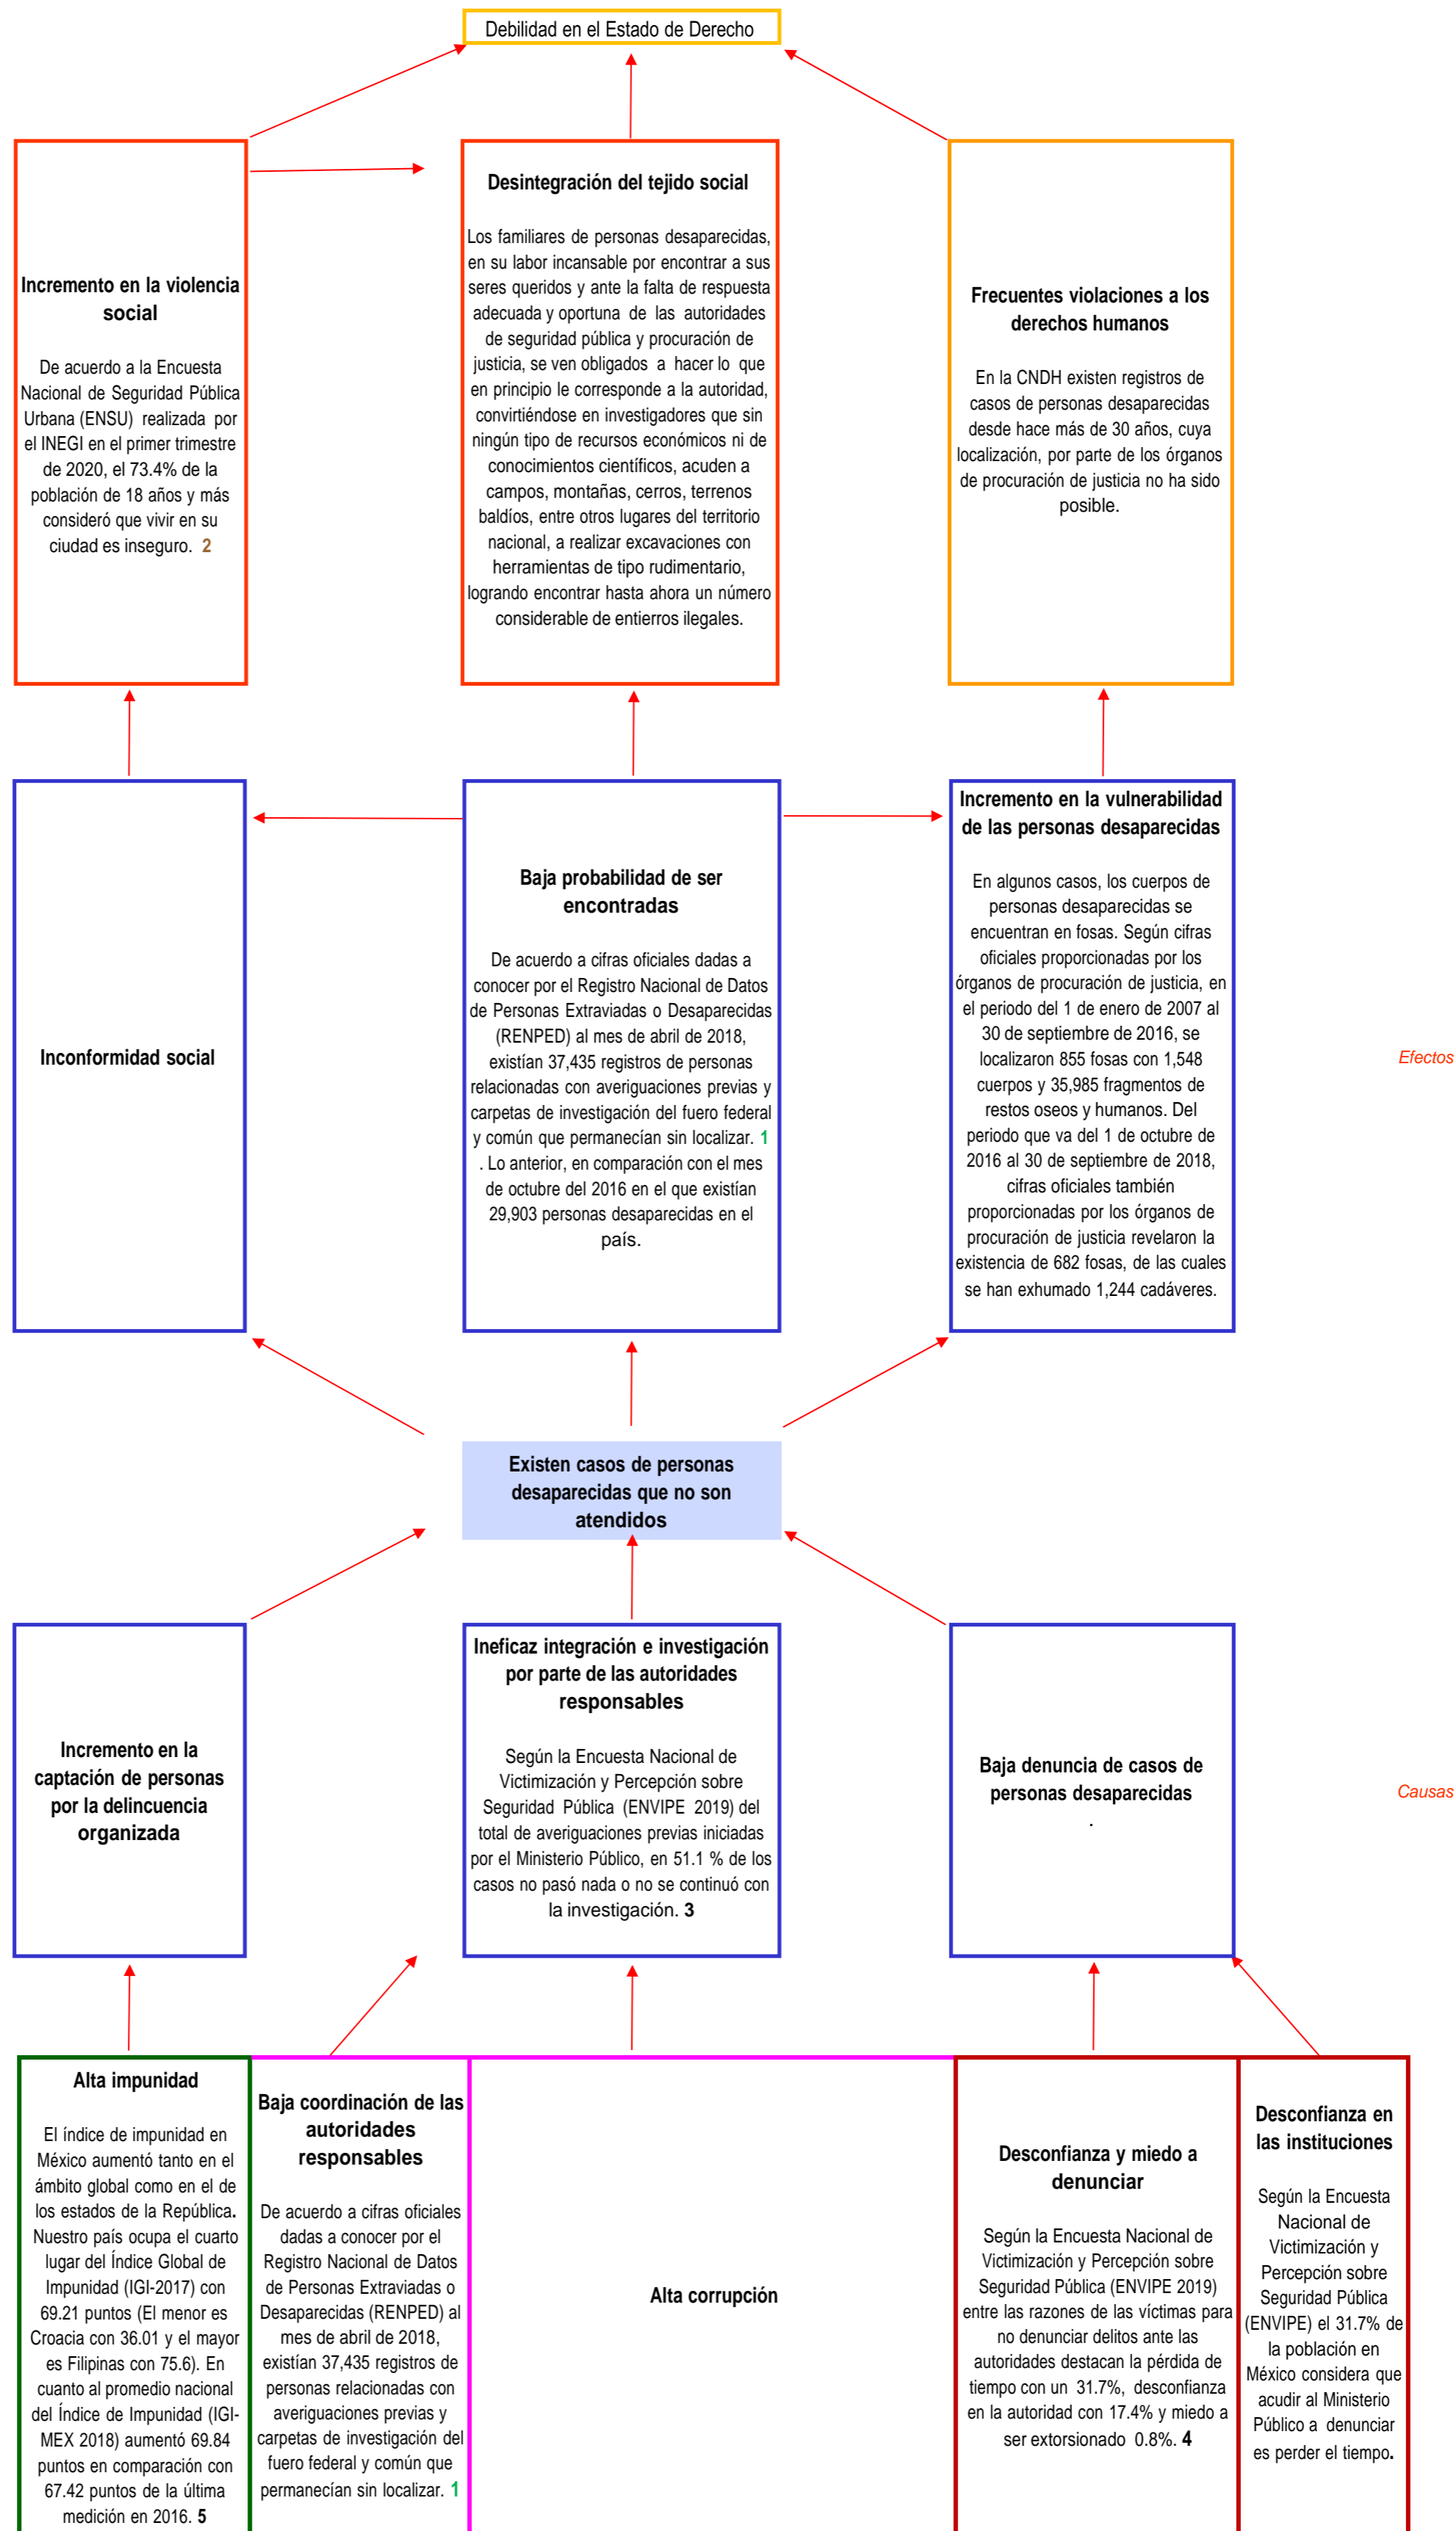 Debilidad en el Estado de Derecho
Incremento en la violencia
social
De acuerdo a la Encuesta
Nacional de Seguridad Pública
Urbana (ENSU) realizada por
el INEGI en el primer trimestre
de 2020, el 73.4% de la
población de 18 años y más
consideró que vivir en su
ciudad es inseguro. 2
Desintegración del tejido social
Los familiares de personas desaparecidas,
en su labor incansable por encontrar a sus
seres queridos y ante la falta de respuesta
adecuada y oportuna de las autoridades
de seguridad pública y procuración de
justicia, se ven obligados a hacer lo que
en principio le corresponde a la autoridad,
convirtiéndose en investigadores que sin
ningún tipo de recursos económicos ni de
conocimientos científicos, acuden a
campos, montañas, cerros, terrenos
baldíos, entre otros lugares del territorio
nacional, a realizar excavaciones con
herramientas de tipo rudimentario,
logrando encontrar hasta ahora un número
considerable de entierros ilegales.
Frecuentes violaciones a los
derechos humanos
En la CNDH existen registros de
casos de personas desaparecidas
desde hace más de 30 años, cuya
localización, por parte de los órganos
de procuración de justicia no ha sido
posible.
Inconformidad social
Baja probabilidad de ser
encontradas
De acuerdo a cifras oficiales dadas a
conocer por el Registro Nacional de Datos
de Personas Extraviadas o Desaparecidas
(RENPED) al mes de abril de 2018,
existían 37,435 registros de personas
relacionadas con averiguaciones previas y
carpetas de investigación del fuero federal
y común que permanecían sin localizar. 1
. Lo anterior, en comparación con el mes
de octubre del 2016 en el que existían
29,903 personas desaparecidas en el
país.
Incremento en la vulnerabilidad
de las personas desaparecidas
En algunos casos, los cuerpos de
personas desaparecidas se
encuentran en fosas. Según cifras
oficiales proporcionadas por los
órganos de procuración de justicia, en
el periodo del 1 de enero de 2007 al
30 de septiembre de 2016, se
localizaron 855 fosas con 1,548
cuerpos y 35,985 fragmentos de
restos oseos y humanos. Del
periodo que va del 1 de octubre de
2016 al 30 de septiembre de 2018,
cifras oficiales también
proporcionadas por los órganos de
procuración de justicia revelaron la
existencia de 682 fosas, de las cuales
se han exhumado 1,244 cadáveres.
Efectos
Existen casos de personas
desaparecidas que no son
atendidos
Incremento en la
captación de personas
por la delincuencia
organizada
Ineficaz integración e investigación
por parte de las autoridades
responsables
Según la Encuesta Nacional de
Victimización y Percepción sobre
Seguridad Pública (ENVIPE 2019) del
total de averiguaciones previas iniciadas
por el Ministerio Público, en 51.1 % de los
casos no pasó nada o no se continuó con
la investigación. 3
Baja denuncia de casos de
personas desaparecidas
.
Causas
Alta impunidad
El índice de impunidad en
México aumentó tanto en el
ámbito global como en el de
los estados de la República.
Nuestro país ocupa el cuarto
lugar del Índice Global de
Impunidad (IGI-2017) con
69.21 puntos (El menor es
Croacia con 36.01 y el mayor
es Filipinas con 75.6). En
cuanto al promedio nacional
del Índice de Impunidad (IGI-
MEX 2018) aumentó 69.84
puntos en comparación con
67.42 puntos de la última
medición en 2016. 5
Baja coordinación de las
autoridades
responsables
De acuerdo a cifras oficiales
dadas a conocer por el
Registro Nacional de Datos
de Personas Extraviadas o
Desaparecidas (RENPED) al
mes de abril de 2018,
existían 37,435 registros de
personas relacionadas con
averiguaciones previas y
carpetas de investigación del
fuero federal y común que
permanecían sin localizar. 1
Alta corrupción
Desconfianza y miedo a
denunciar
Según la Encuesta Nacional de
Victimización y Percepción sobre
Seguridad Pública (ENVIPE 2019)
entre las razones de las víctimas para
no denunciar delitos ante las
autoridades destacan la pérdida de
tiempo con un 31.7%, desconfianza
en la autoridad con 17.4% y miedo a
ser extorsionado 0.8%. 4
Desconfianza en
las instituciones
Según la Encuesta
Nacional de
Victimización y
Percepción sobre
Seguridad Pública
(ENVIPE) el 31.7% de
la población en
México considera que
acudir al Ministerio
Público a denunciar
es perder el tiempo.